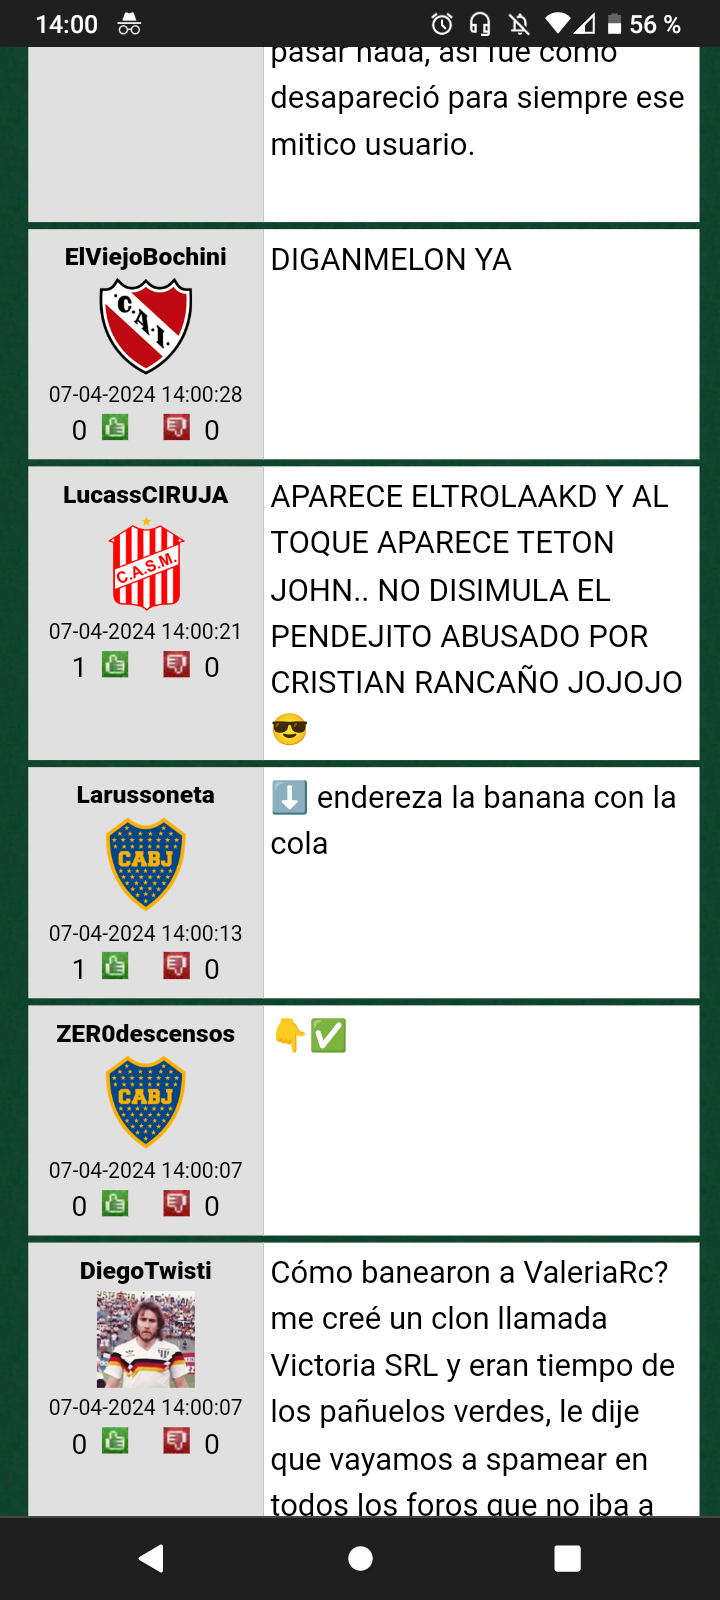 14:00
56 %
pasar nada, así fue como
desapareció para siempre ese
mitico usuario.
ElViejoBochini
C.A.I.
07-04-2024 14:00:28
0 0
DIGANMELON YA
LucassCIRUJA
C.A.S.M.
07-04-2024 14:00:21
1 0
APARECE ELTROLAAKD Y AL
TOQUE APARECE TETON
JOHN.. NO DISIMULA EL
PENDEJITO ABUSADO POR
CRISTIAN RANCAÑO JOJOJO
😎
Larussoneta
CABJ
07-04-2024 14:00:13
1 0
⬇️ endereza la banana con la
cola
ZER0descensos
CABJ
07-04-2024 14:00:07
0 0
👇✅
DiegoTwisti
07-04-2024 14:00:07
0 0
Cómo banearon a ValeriaRc?
me creé un clon llamada
Victoria SRL y eran tiempo de
los pañuelos verdes, le dije
que vayamos a spamear en
todos los foros que no iba a